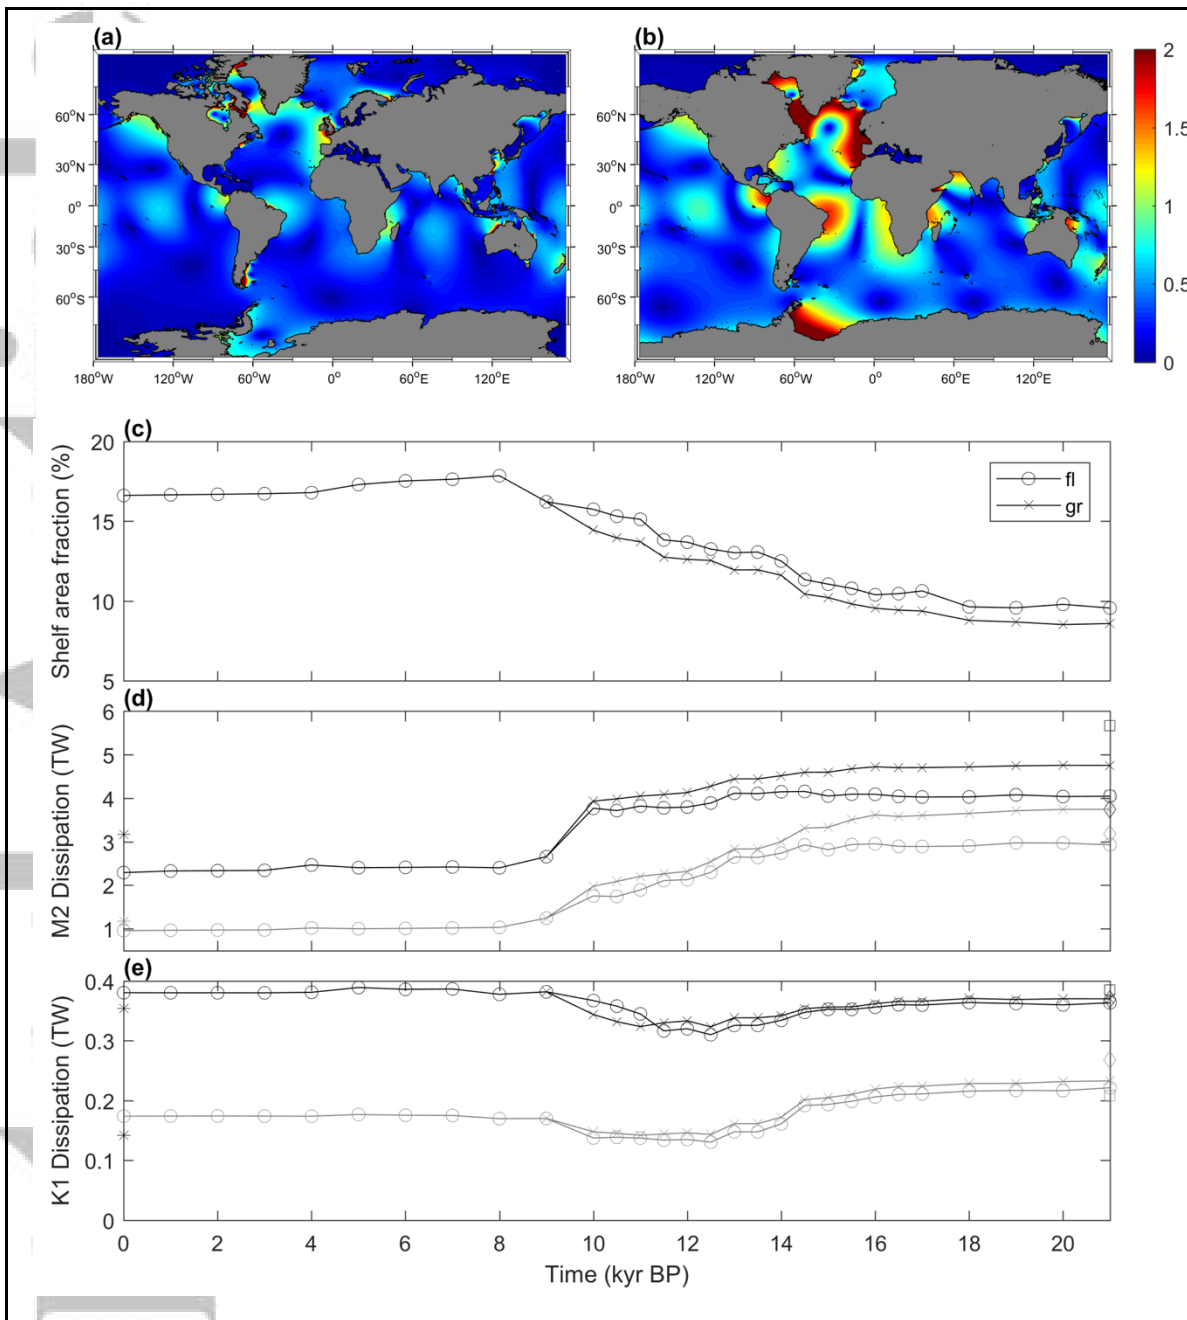 (a) (b)
2
60°N 60°N 1.5
30°N 30°N
0° 0° 1
30°S 30°S
0.5
60°S 60°S
0
180°W 120°W 60°W 0° 60°E 120°E 180°W 120°W 60°W 0° 60°E 120°E
(c)
Shelf area fraction (%)
20
15
10
5
fl
gr
(d)
M2 Dissipation (TW)
6
5
4
3
2
1
(e)
K1 Dissipation (TW)
0.4
0.3
0.2
0.1
0
0 2 4 6 8 10 12 14 16 18 20
Time (kyr BP)